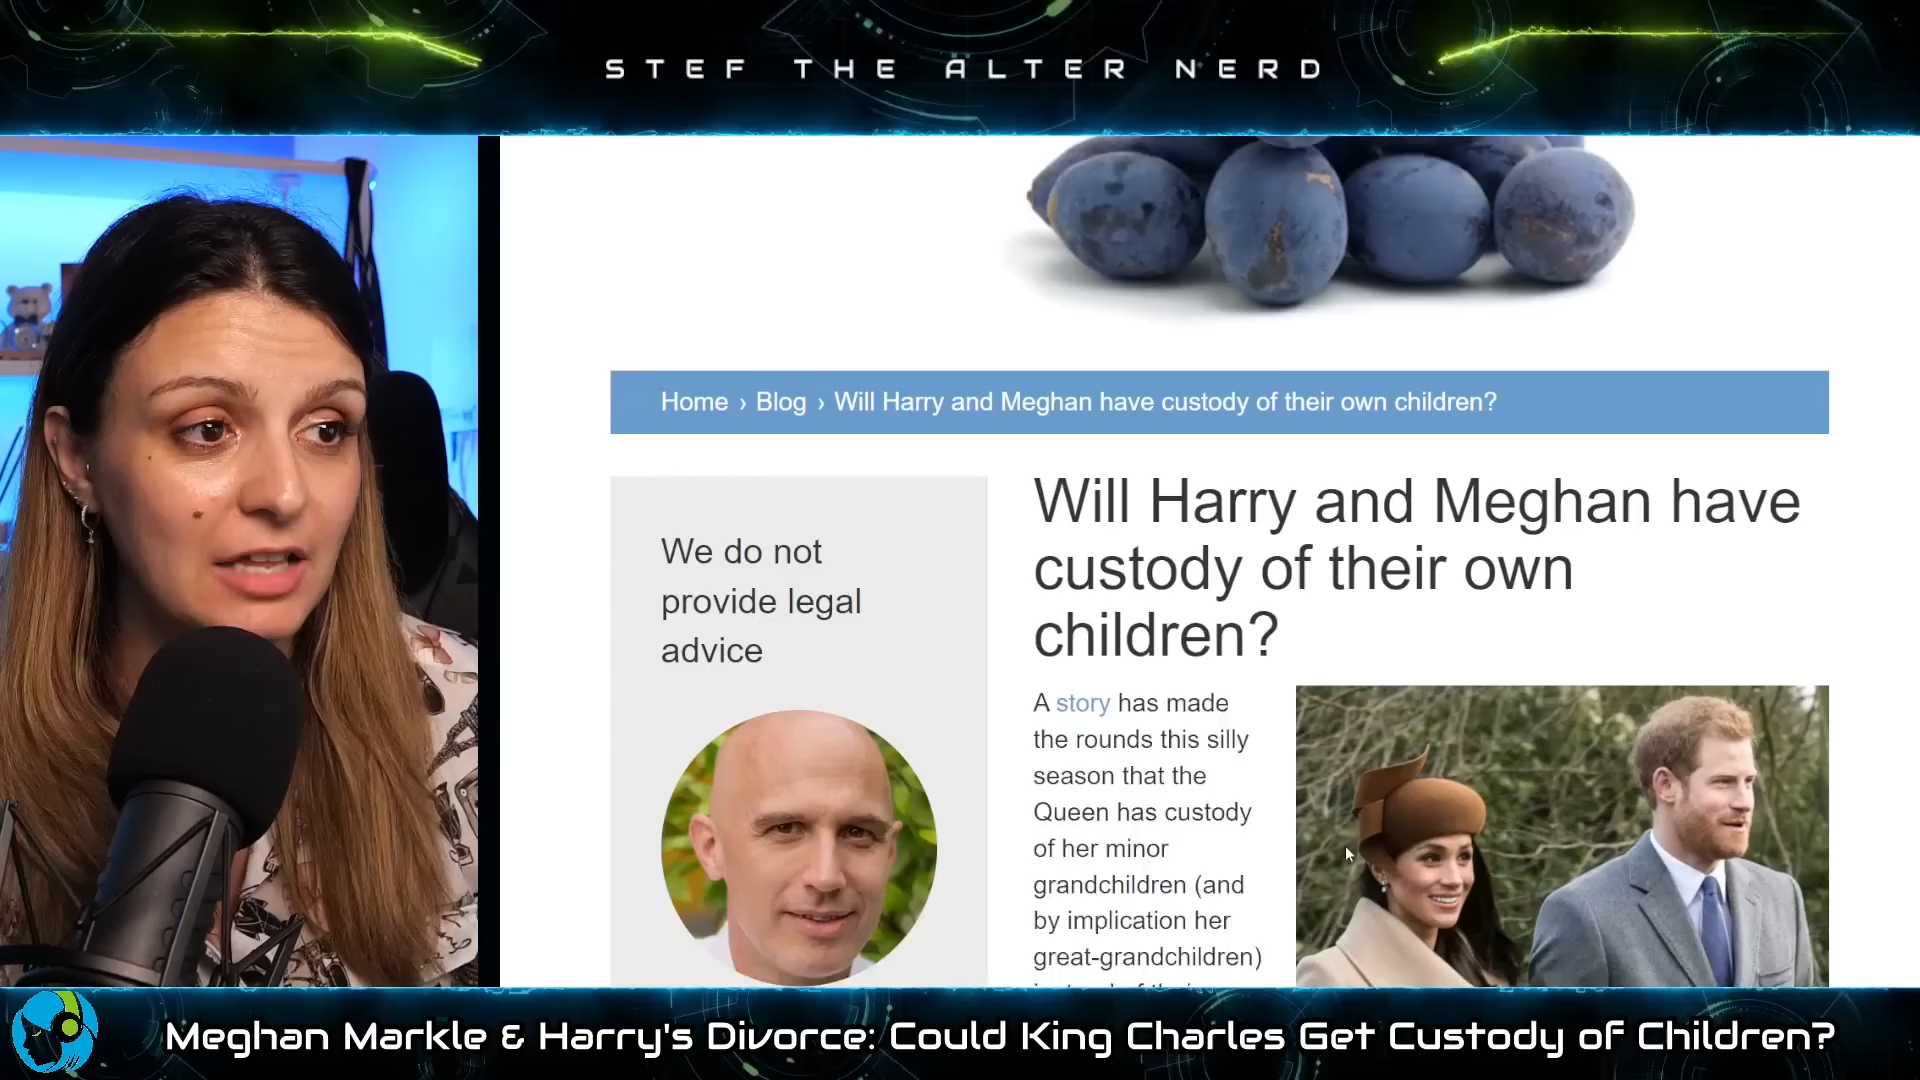 STEF THE ALTER NERD
Home › Blog › Will Harry and Meghan have custody of their own children?
We do not
provide legal
advice
Will Harry and Meghan have
custody of their own
children?
A story has made
the rounds this silly
season that the
Queen has custody
of her minor
grandchildren (and
by implication her
great-grandchildren)
Meghan Markle & Harry's Divorce: Could King Charles Get Custody of Children?